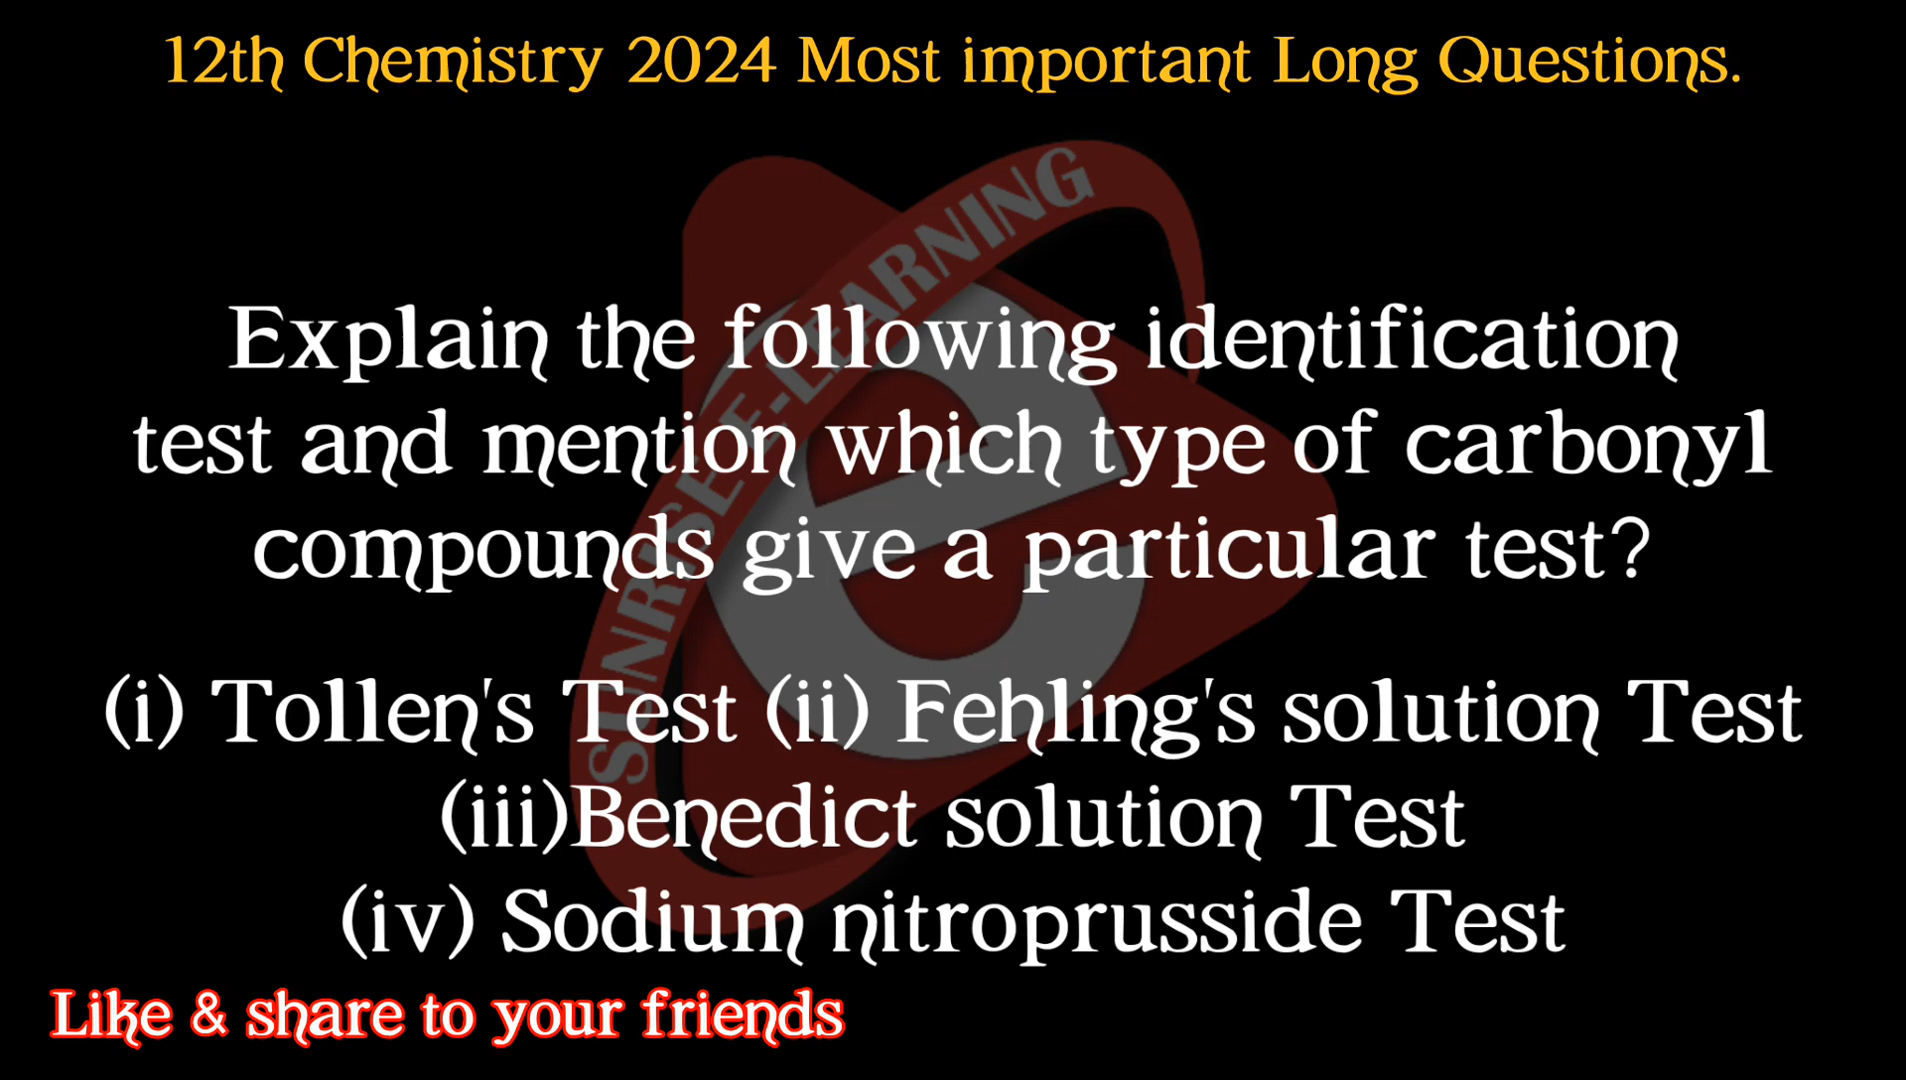 12th Chemistry 2024 Most important Long Questions.
SUNRISE-LEARNING
Explain the following identification
test and mention which type of carbonyl
compounds give a particular test?
(i) Tollen's Test (ii) Fehling's solution Test
(iii)Benedict solution Test
(iv) Sodium nitroprusside Test
Like & share to your friends